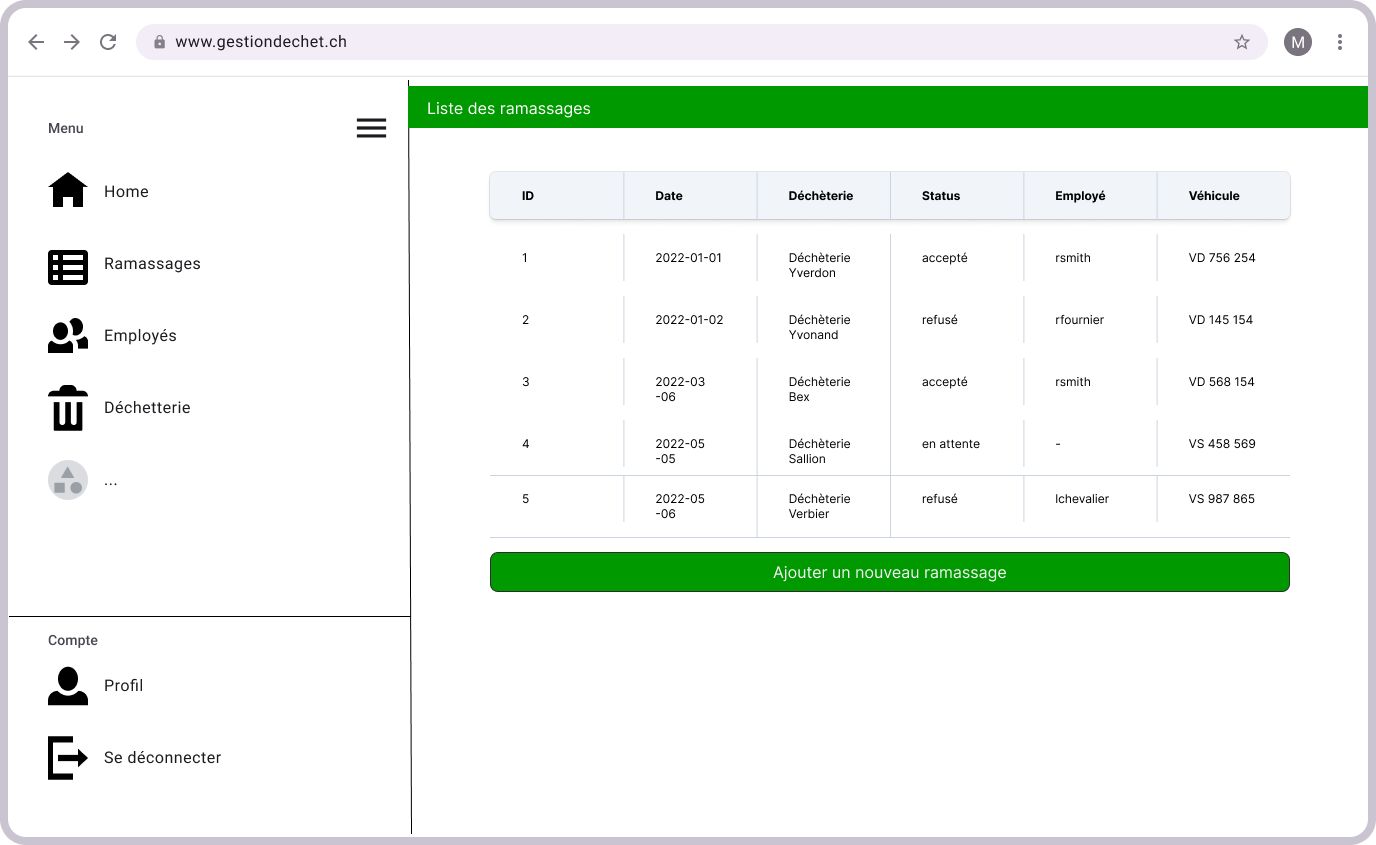 www.gestiondechet.ch
M
Menu
Home
Ramassages
Employés
Déchetterie
...
Compte
Profil
Se déconnecter
Liste des ramassages
ID Date Déchèterie Status Employé Véhicule
1 2022-01-01 Déchèterie accepté rsmith VD 756 254
Yverdon
2 2022-01-02 Déchèterie refusé rfournier VD 145 154
Yvonand
3 2022-03 Déchèterie accepté rsmith VD 568 154
-06 Bex
4 2022-05 Déchèterie en attente - VS 458 569
-05 Sallion
5 2022-05 Déchèterie refusé lchevalier VS 987 865
-06 Verbier
Ajouter un nouveau ramassage